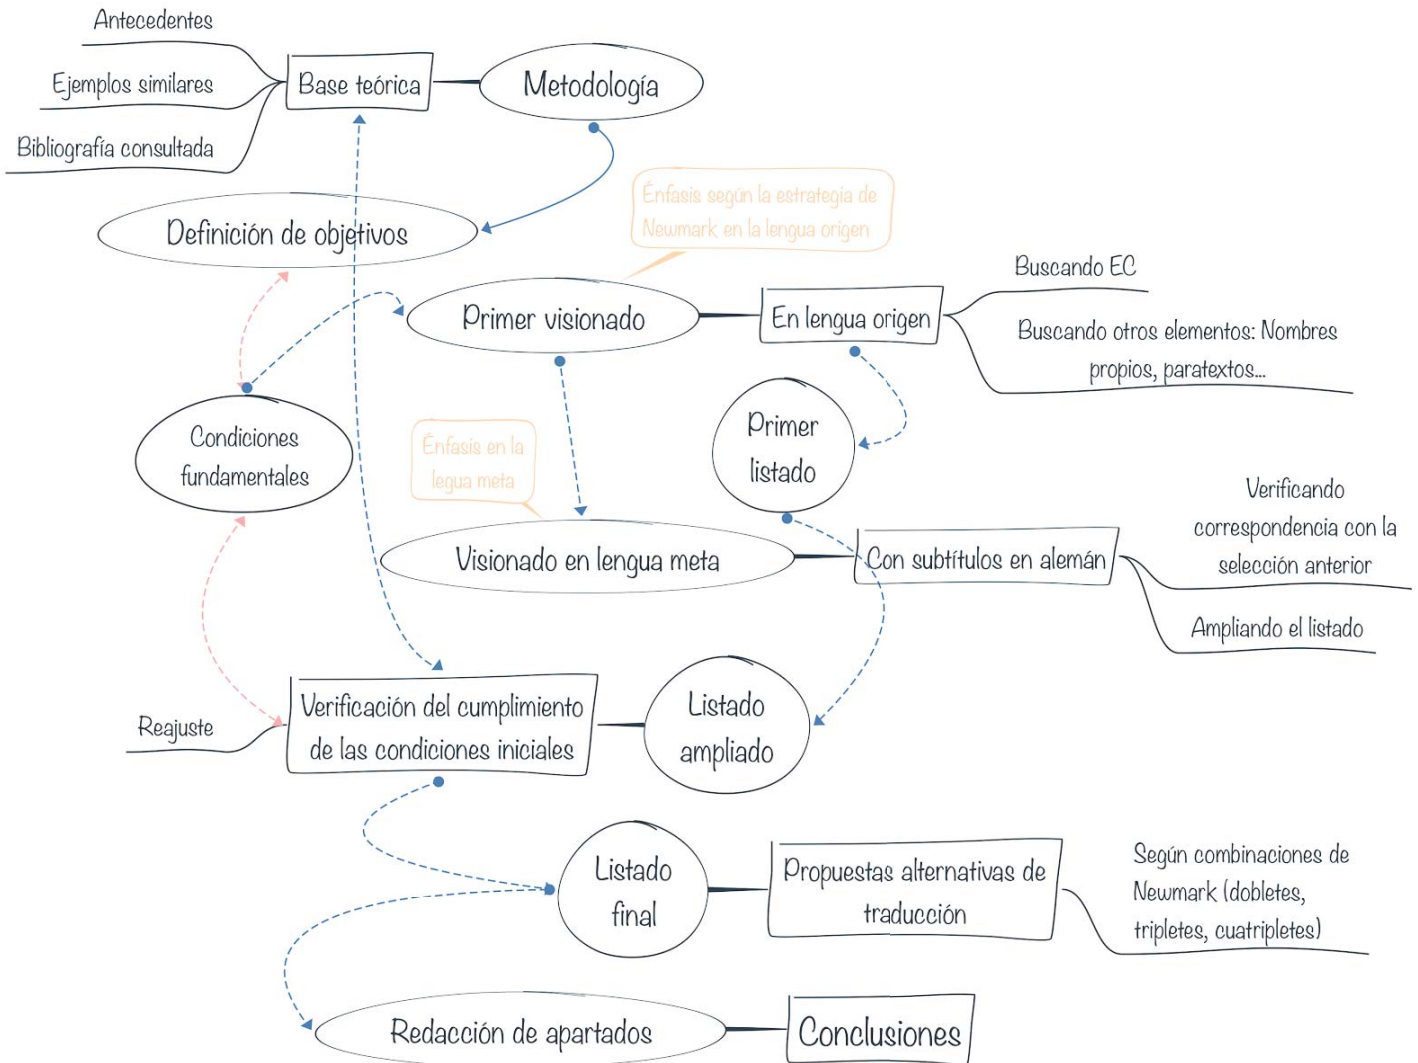 Antecedentes
Ejemplos similares
Bibliografía consultada
Base teórica
Metodología
Definición de objetivos
Énfasis según la estrategia de
Newmark en la lengua origen
Primer visionado
En lengua origen
Buscando EC
Buscando otros elementos: Nombres
propios, paratextos...
Condiciones
fundamentales
Primer
listado
Énfasis en la
legua meta
Visionado en lengua meta
Con subtítulos en alemán
Verificando
correspondencia con la
selección anterior
Ampliando el listado
Reajuste
Verificación del cumplimiento
de las condiciones iniciales
Listado
ampliado
Listado
final
Propuestas alternativas de
traducción
Según combinaciones de
Newmark (dobletes,
tripletes, cuatripletes)
Redacción de apartados
Conclusiones